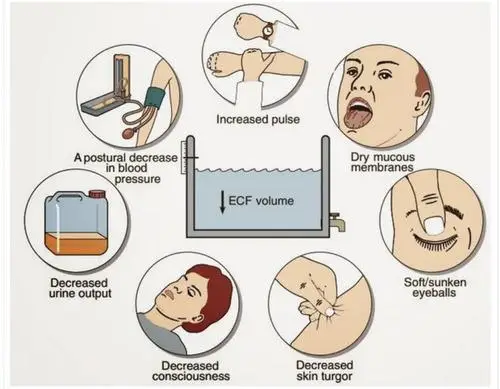 Increased pulse
A postural decrease
in blood
pressure
Dry mucous
membranes
↓ ECF volume
Decreased
urine output
Soft/sunken
eyeballs
Decreased
consciousness
Decreased
skin turgor